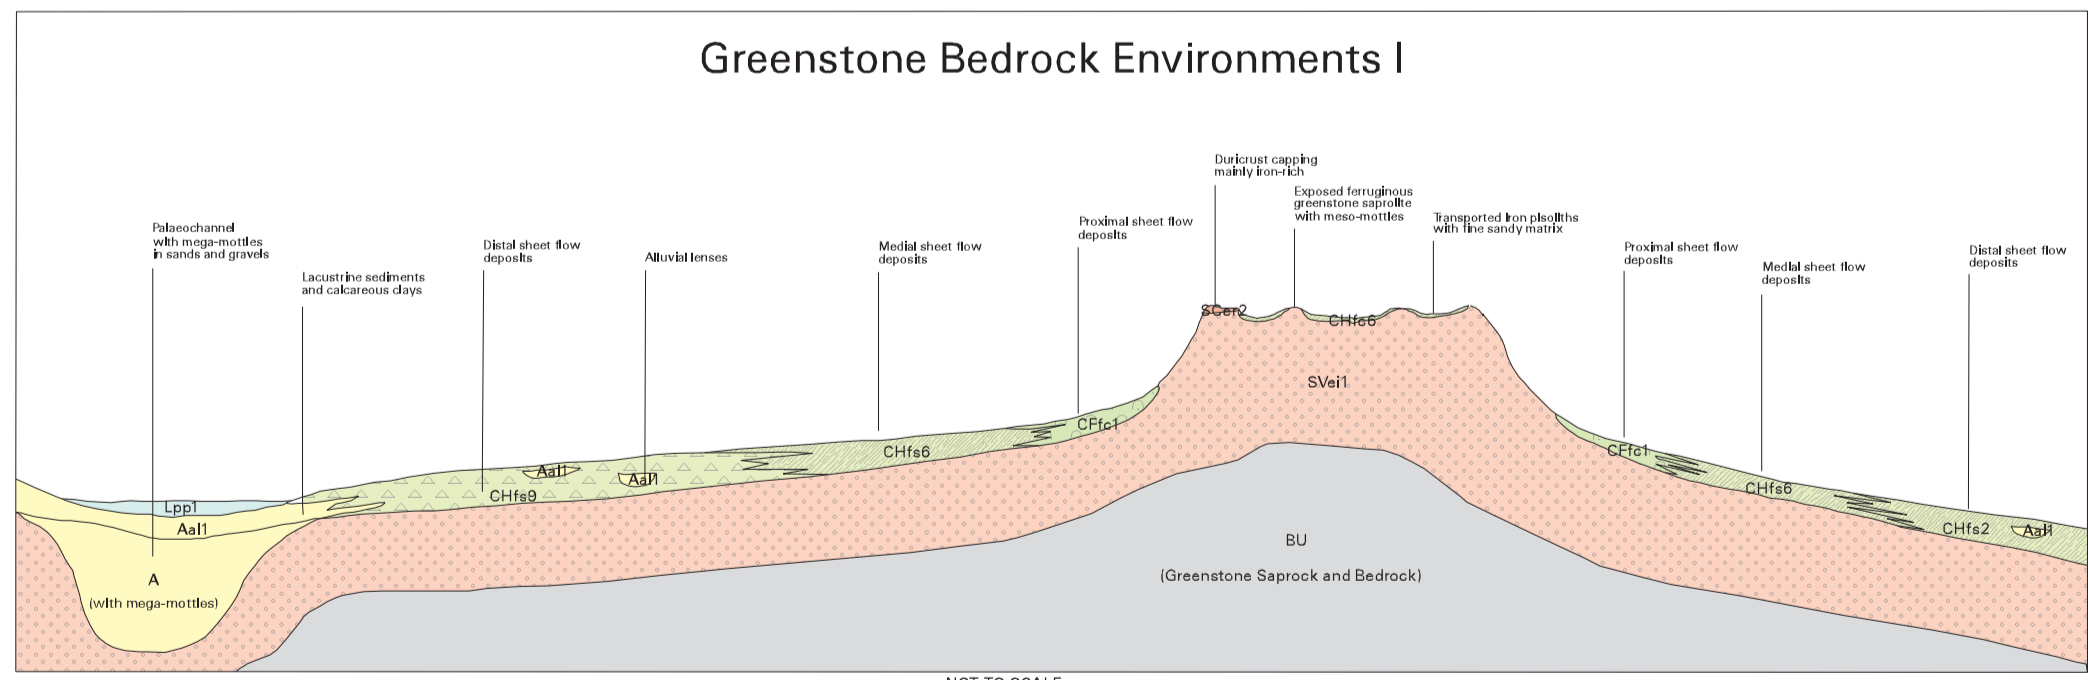 Greenstone Bedrock Environments I
Duricrust capping
mainly iron-rich
Exposed ferruginous
greenstone saprolite
with meso-mottles
Transported iron pisoliths
with fine sandy matrix
Palaeochannel
with mega-mottles
in sands and gravels
Lacustrine sediments
and calcareous clays
Distal sheet flow
deposits
Alluvial lenses
Medial sheet flow
deposits
Proximal sheet flow
deposits
Proximal sheet flow
deposits
Medial sheet flow
deposits
Distal sheet flow
deposits
SCer2
CHfc6
SVei1
CFfc1
CHfs6
Aal1
Aal1
CHfs9
Lpp1
Aal1
A
(with mega-mottles)
CFfc1
CHfs6
CHfs2
Aal1
BU
(Greenstone Saprock and Bedrock)
NOT TO SCALE